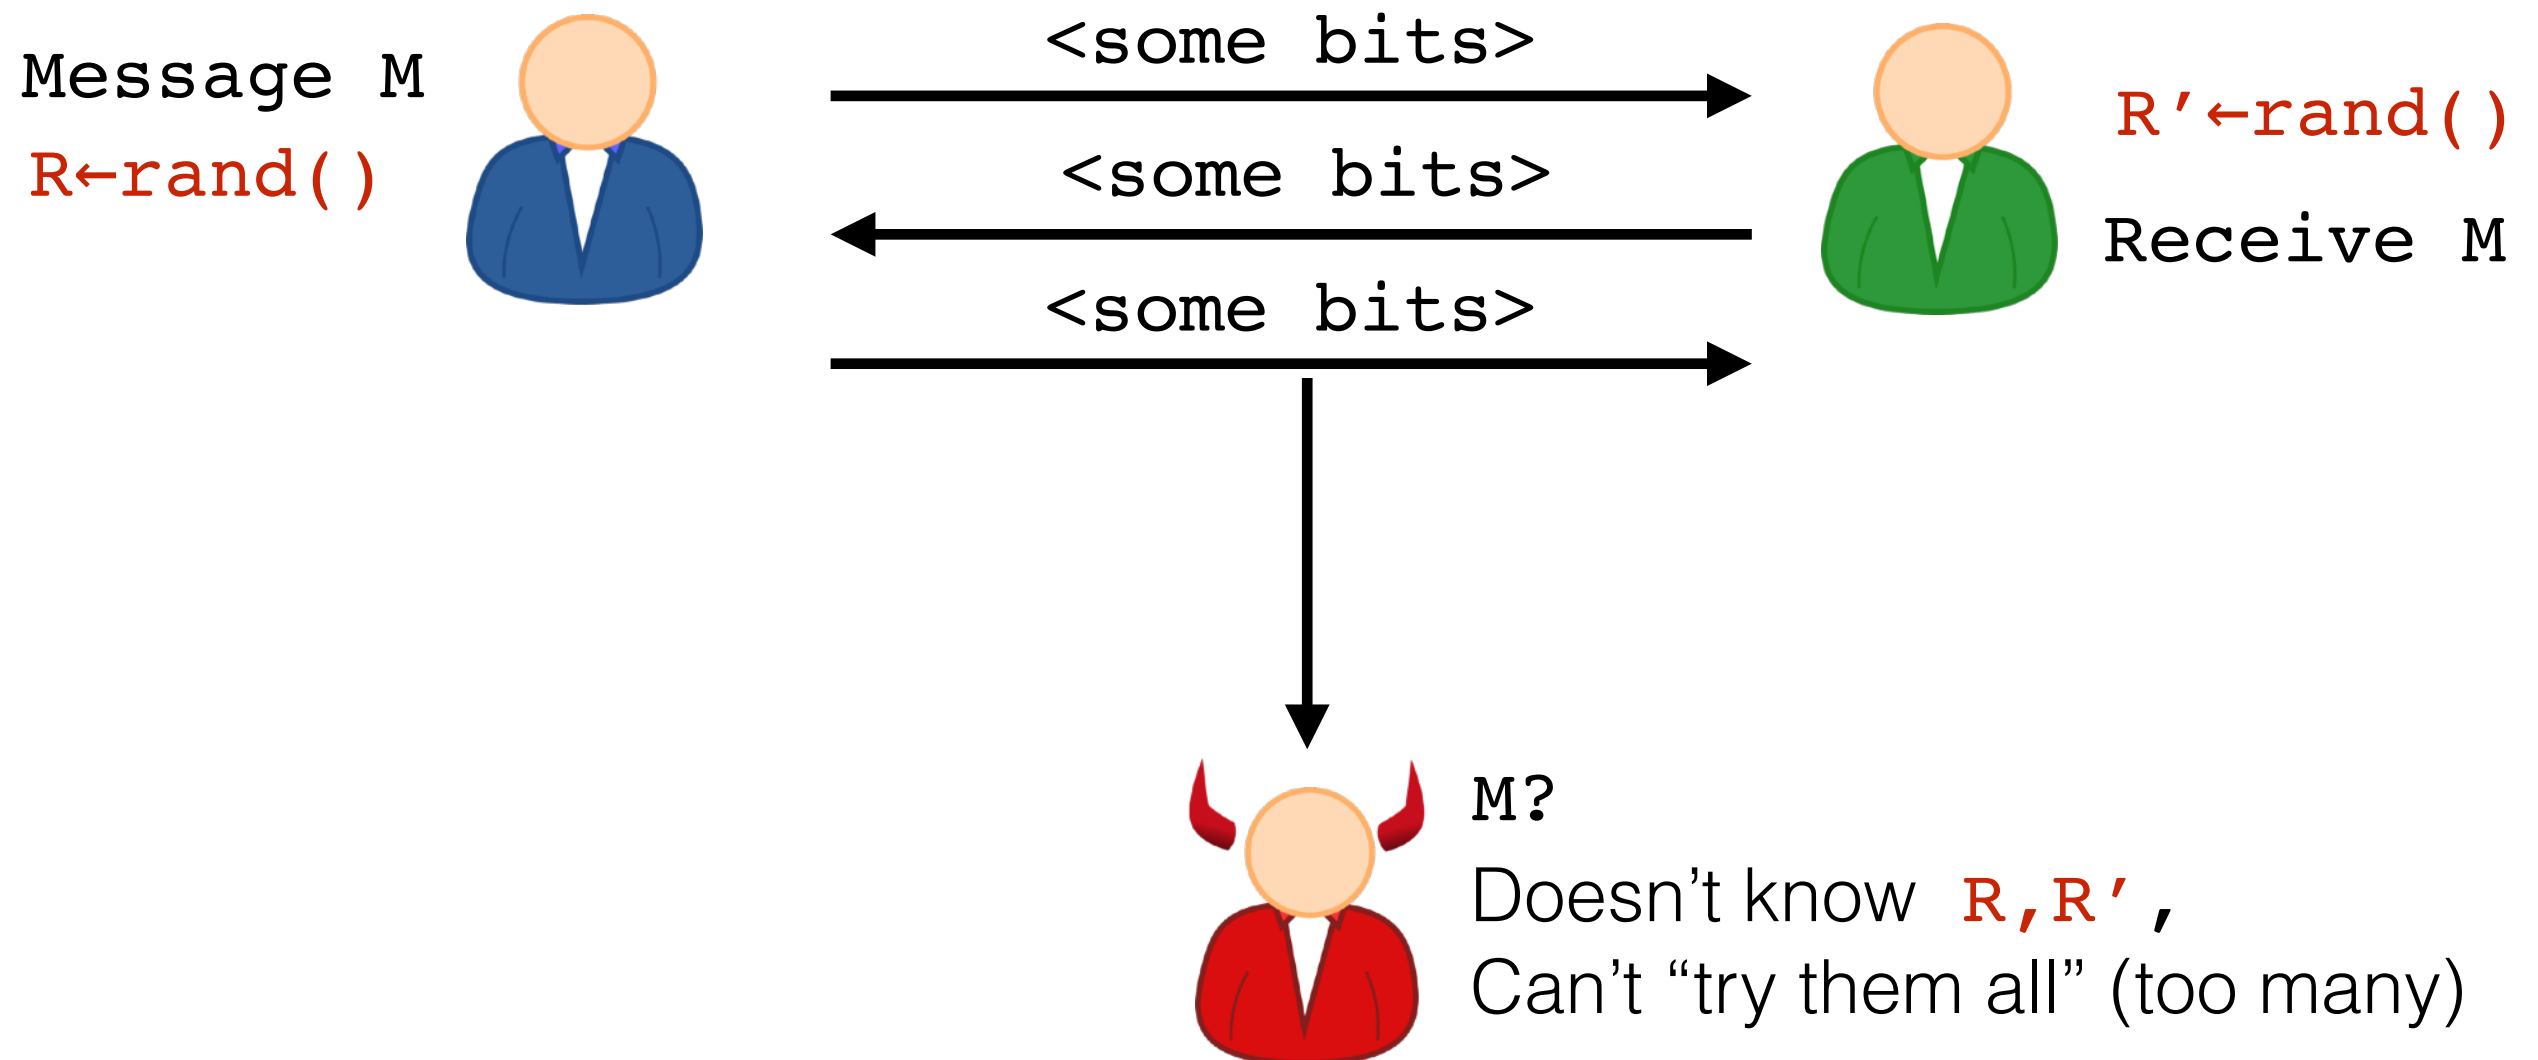 Message M
R←rand()
<some bits>
<some bits>
<some bits>
R’←rand()
Receive M
M?
Doesn’t know R,R’,
Can’t “try them all” (too many)